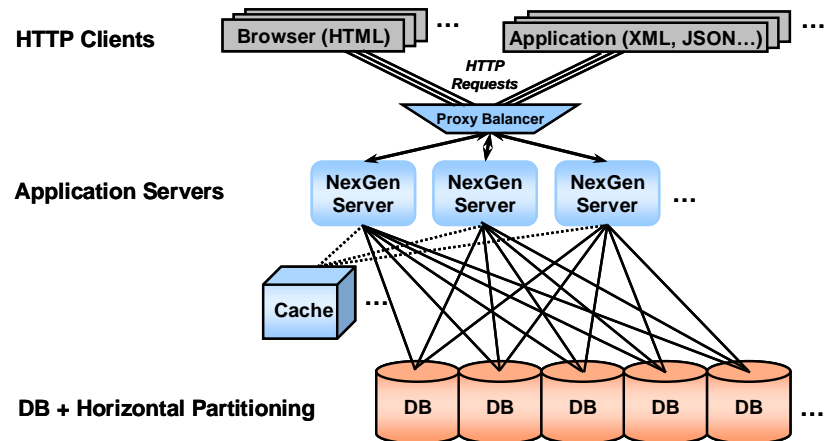 HTTP Clients
Browser (HTML)
...
Application (XML, JSON...)
...
HTTP
Requests
Proxy Balancer
Application Servers
NexGen
Server
NexGen
Server
NexGen
Server
...
Cache
...
DB + Horizontal Partitioning
DB
DB
DB
DB
DB
...